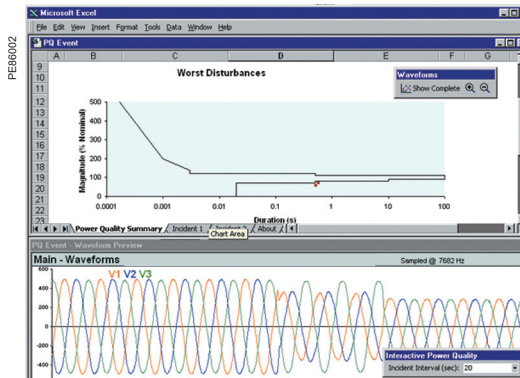 PE86002
Microsoft Excel
File Edit View Insert Format Tools Data Window Help
PQ Event
A B C D E F G
9
10
11
12
13
14
15
16
17
18
19
20
21
22
23
Worst Disturbances
Waveforms
Show Complete
Magnitude (% Nominal)
500
400
300
200
100
0
0.0001 0.001 0.01 0.1 1 10 100
Duration (s)
Power Quality Summary Incident 1 About
Chart Area
PQ Event - Waveform Preview
Main - Waveforms
Sampled @ 7682 Hz
V1 V2 V3
600
400
200
0
-200
-400
Interactive Power Quality
Incident Interval (sec): 20